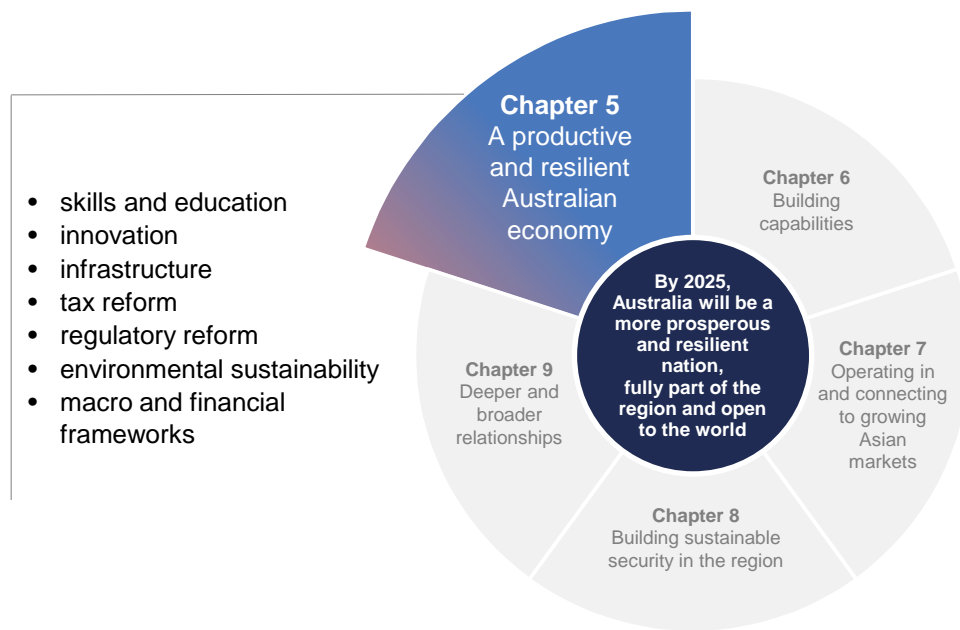 • skills and education
• innovation
• infrastructure
• tax reform
• regulatory reform
• environmental sustainability
• macro and financial
frameworks
Chapter 5
A productive
and resilient
Australian
economy
Chapter 6
Building
capabilities
Chapter 7
Operating in
and connecting
to growing
Asian
markets
Chapter 8
Building sustainable
security in the region
Chapter 9
Deeper and
broader
relationships
By 2025,
Australia will be a
more prosperous
and resilient
nation,
fully part of the
region and open
to the world